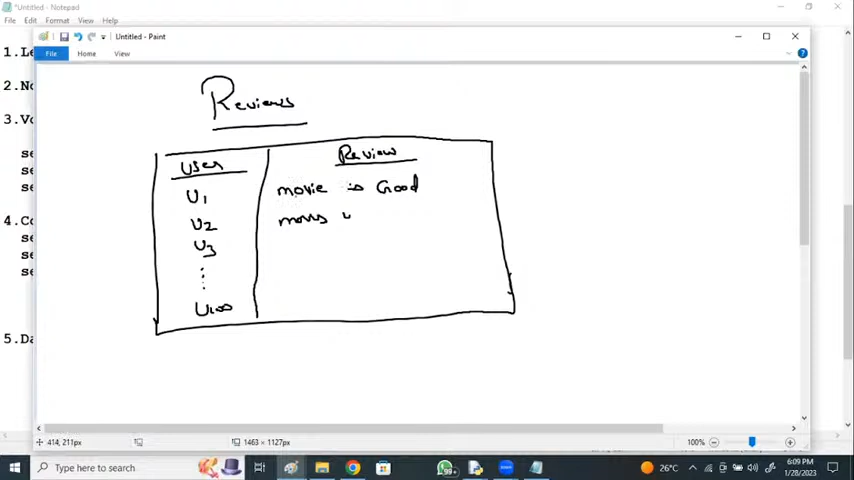 *Untitled - Notepad
File Edit Format View Help
Untitled - Paint
File Home View
1.Le
2.No
3.Vo
se
se
se
4.Co
se
se
se
5.Da
Reviews
User Review
U1 movie is Good
U2
U3
U100
414, 211px 1463 × 1127px 100%
Type here to search
99+
26°C
6:09 PM
1/28/2023